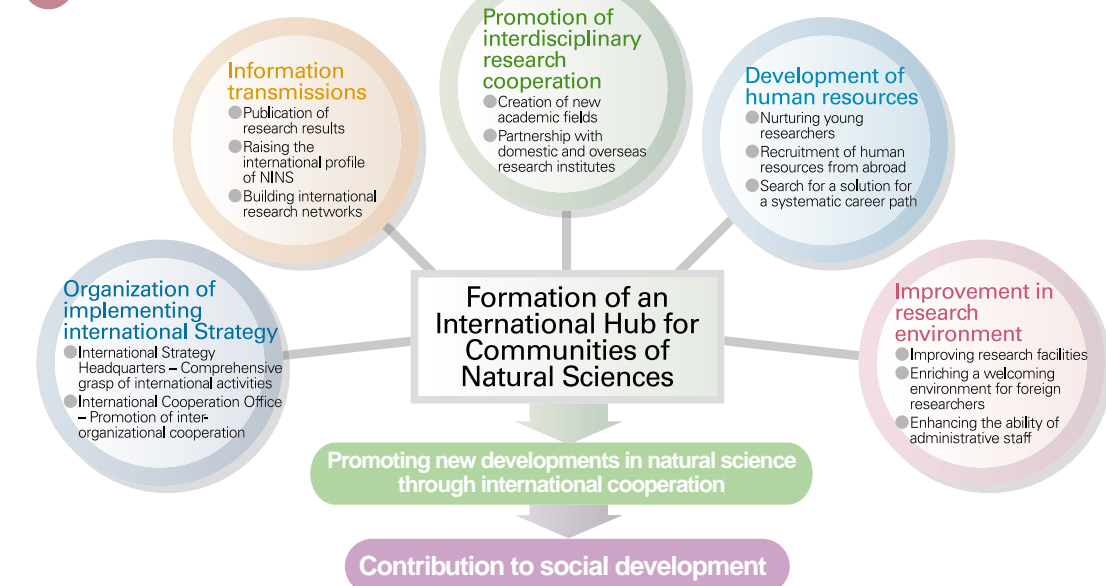 Information
transmissions
●Publication of
research results
●Raising the
international profile
of NINS
●Building international
research networks
Promotion of
interdisciplinary
research
cooperation
●Creation of new
academic fields
●Partnership with
domestic and overseas
research institutes
Development of
human resources
●Nurturing young
researchers
●Recruitment of human
resources from abroad
●Search for a solution for
a systematic career path
Organization of
implementing
international Strategy
●International Strategy
Headquarters – Comprehensive
grasp of international activities
●International Cooperation Office
– Promotion of inter-
organizational cooperation
Formation of an
International Hub for
Communities of
Natural Sciences
Improvement in
research
environment
●Improving research facilities
●Enriching a welcoming
environment for foreign
researchers
●Enhancing the ability of
administrative staff
Promoting new developments in natural science
through international cooperation
Contribution to social development